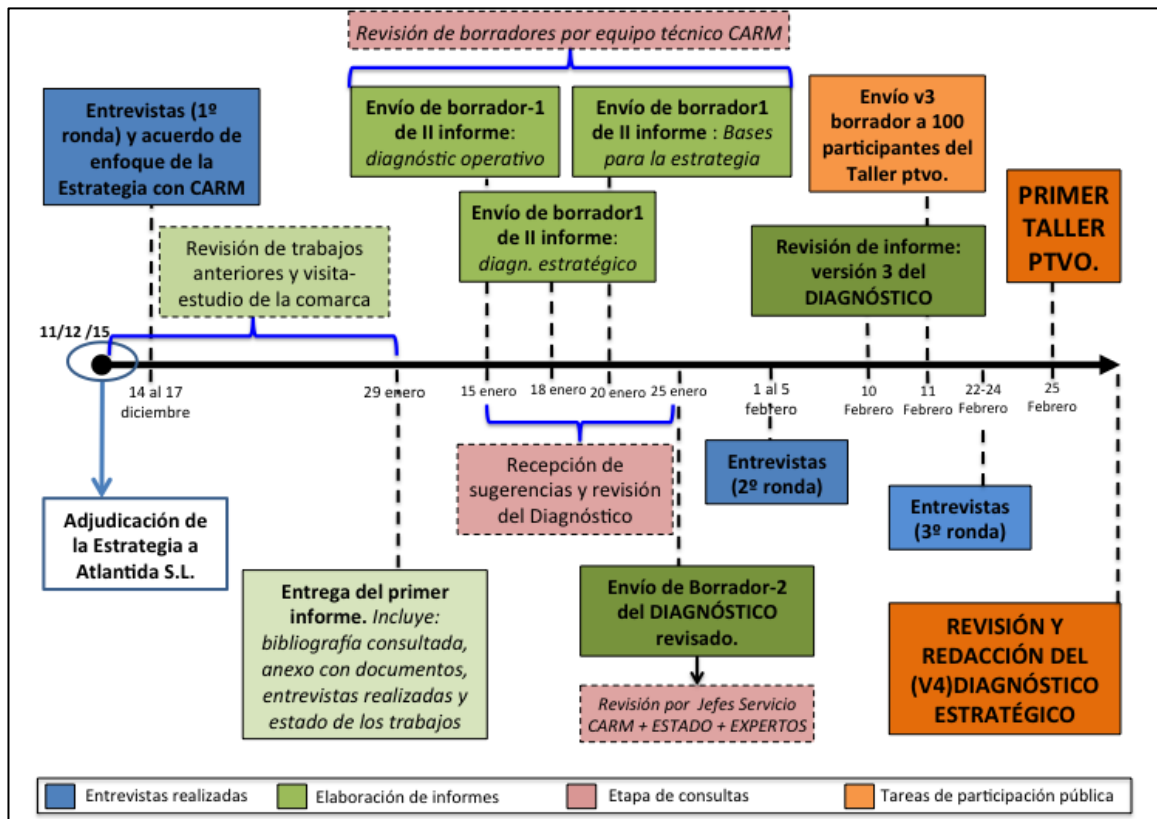 Revisión de borradores por equipo técnico CARM
Entrevistas (1º
ronda) y acuerdo de
enfoque de la
Estrategia con CARM
Envío de borrador-1
de II informe:
diagnóstic operativo
Envío de borrador1
de II informe : Bases
para la estrategia
Envío v3
borrador a 100
participantes del
Taller ptvo.
PRIMER
TALLER
PTVO.
Envío de borrador1
de II informe:
diagn. estratégico
Revisión de trabajos
anteriores y visita-
estudio de la comarca
Revisión de informe:
versión 3 del
DIAGNÓSTICO
11/12 /15
14 al 17
diciembre
29 enero
15 enero
18 enero
20 enero
25 enero
1 al 5
febrero
10
Febrero
11
Febrero
22-24
Febrero
25
Febrero
Recepción de
sugerencias y revisión
del Diagnóstico
Entrevistas
(2º ronda)
Entrevistas
(3º ronda)
Adjudicación de
la Estrategia a
Atlantida S.L.
Entrega del primer
informe. Incluye:
bibliografía consultada,
anexo con documentos,
entrevistas realizadas y
estado de los trabajos
Envío de Borrador-2
del DIAGNÓSTICO
revisado.
Revisión por Jefes Servicio
CARM + ESTADO + EXPERTOS
REVISIÓN Y
REDACCIÓN DEL
(V4)DIAGNÓSTICO
ESTRATÉGICO
Entrevistas realizadas
Elaboración de informes
Etapa de consultas
Tareas de participación pública